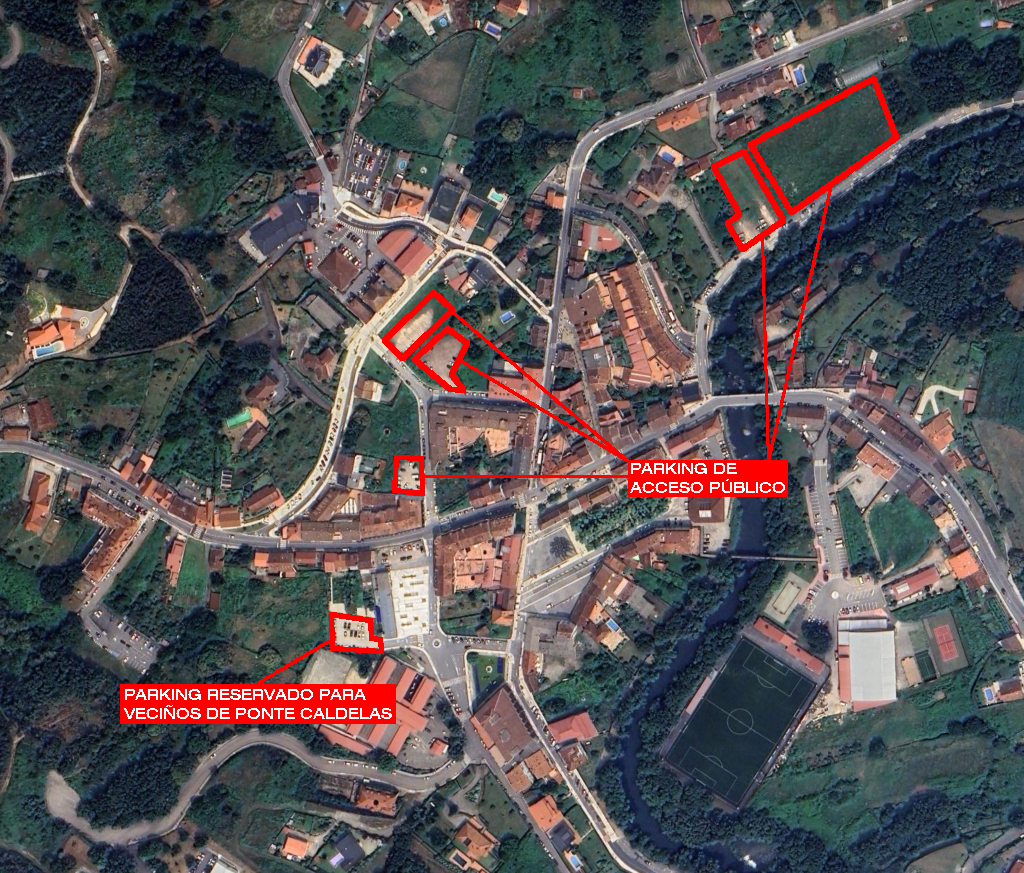 PARKING DE
ACCESO PÚBLICO
PARKING RESERVADO PARA
VECIÑOS DE PONTE CALDELAS